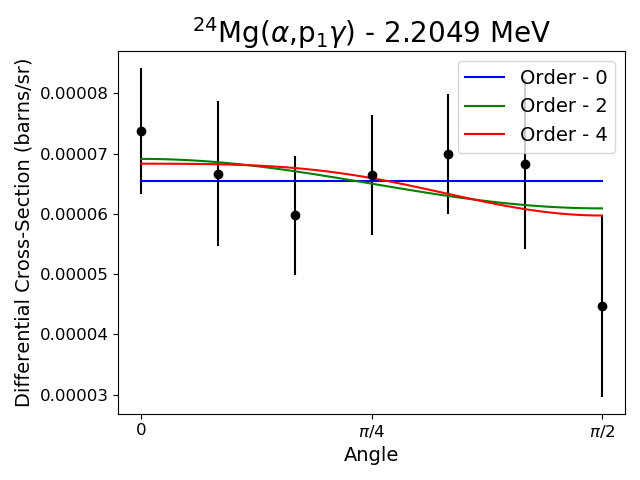 ²⁴Mg(α,p₁γ) - 2.2049 MeV
Differential Cross-Section (barns/sr)
0.00008
0.00007
0.00006
0.00005
0.00004
0.00003
Order - 0
Order - 2
Order - 4
0
π/4
π/2
Angle